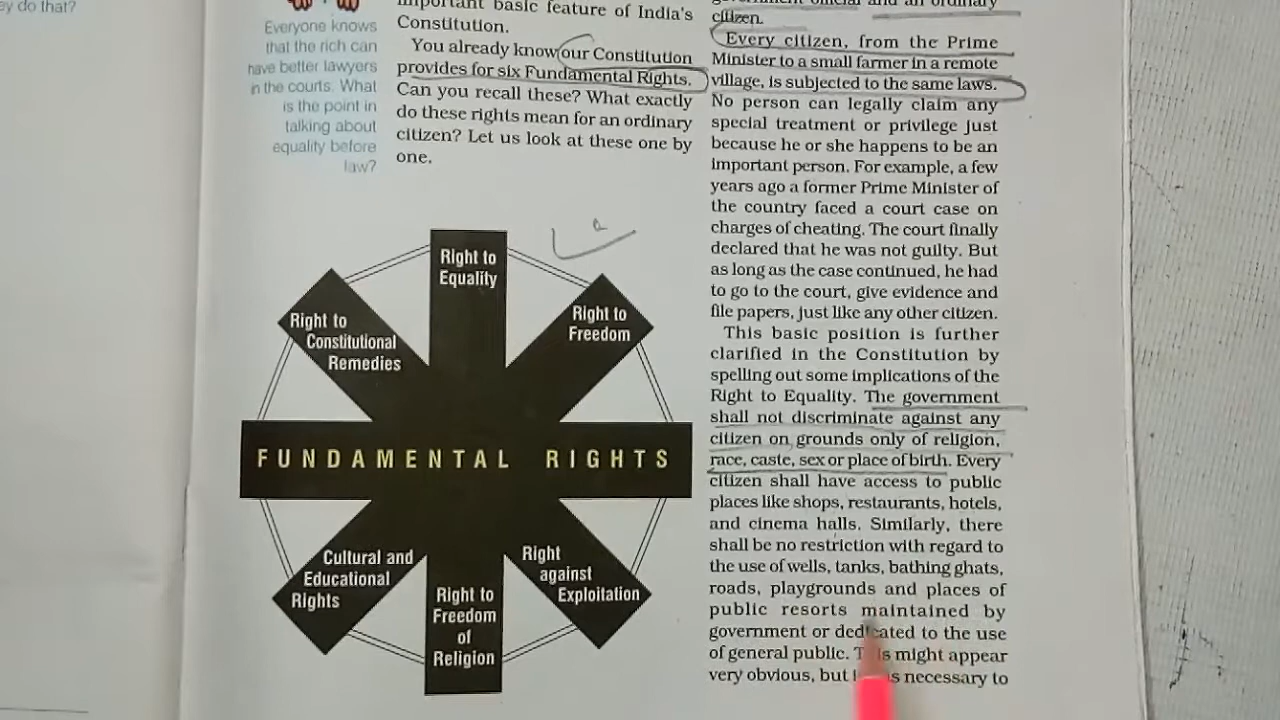 ey do that?
Everyone knows
that the rich can
have better lawyers
in the courts. What
is the point in
talking about
equality before
law?
important basic feature of India's
Constitution.
You already know our Constitution
provides for six Fundamental Rights.
Can you recall these? What exactly
do these rights mean for an ordinary
citizen? Let us look at these one by
one.
Right to
Equality
Right to
Freedom
Right to
Constitutional
Remedies
FUNDAMENTAL RIGHTS
Cultural and
Educational
Rights
Right to
Freedom
of
Religion
Right
against
Exploitation
government official and an ordinary
citizen.
Every citizen, from the Prime
Minister to a small farmer in a remote
village, is subjected to the same laws.
No person can legally claim any
special treatment or privilege just
because he or she happens to be an
important person. For example, a few
years ago a former Prime Minister of
the country faced a court case on
charges of cheating. The court finally
declared that he was not guilty. But
as long as the case continued, he had
to go to the court, give evidence and
file papers, just like any other citizen.
This basic position is further
clarified in the Constitution by
spelling out some implications of the
Right to Equality. The government
shall not discriminate against any
citizen on grounds only of religion,
race, caste, sex or place of birth. Every
citizen shall have access to public
places like shops, restaurants, hotels,
and cinema halls. Similarly, there
shall be no restriction with regard to
the use of wells, tanks, bathing ghats,
roads, playgrounds and places of
public resorts maintained by
government or dedicated to the use
of general public. This might appear
very obvious, but necessary to